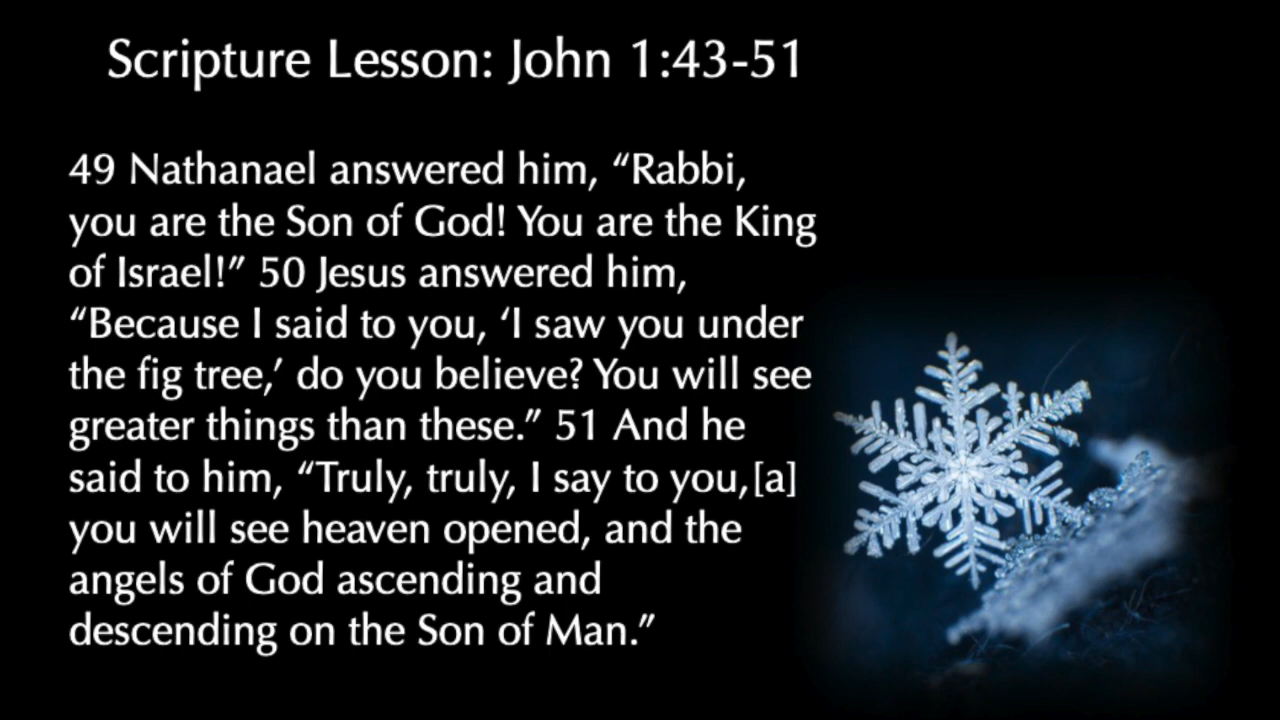 Scripture Lesson: John 1:43-51
49 Nathanael answered him, “Rabbi,
you are the Son of God! You are the King
of Israel!” 50 Jesus answered him,
“Because I said to you, ‘I saw you under
the fig tree,’ do you believe? You will see
greater things than these.” 51 And he
said to him, “Truly, truly, I say to you,[a]
you will see heaven opened, and the
angels of God ascending and
descending on the Son of Man.”